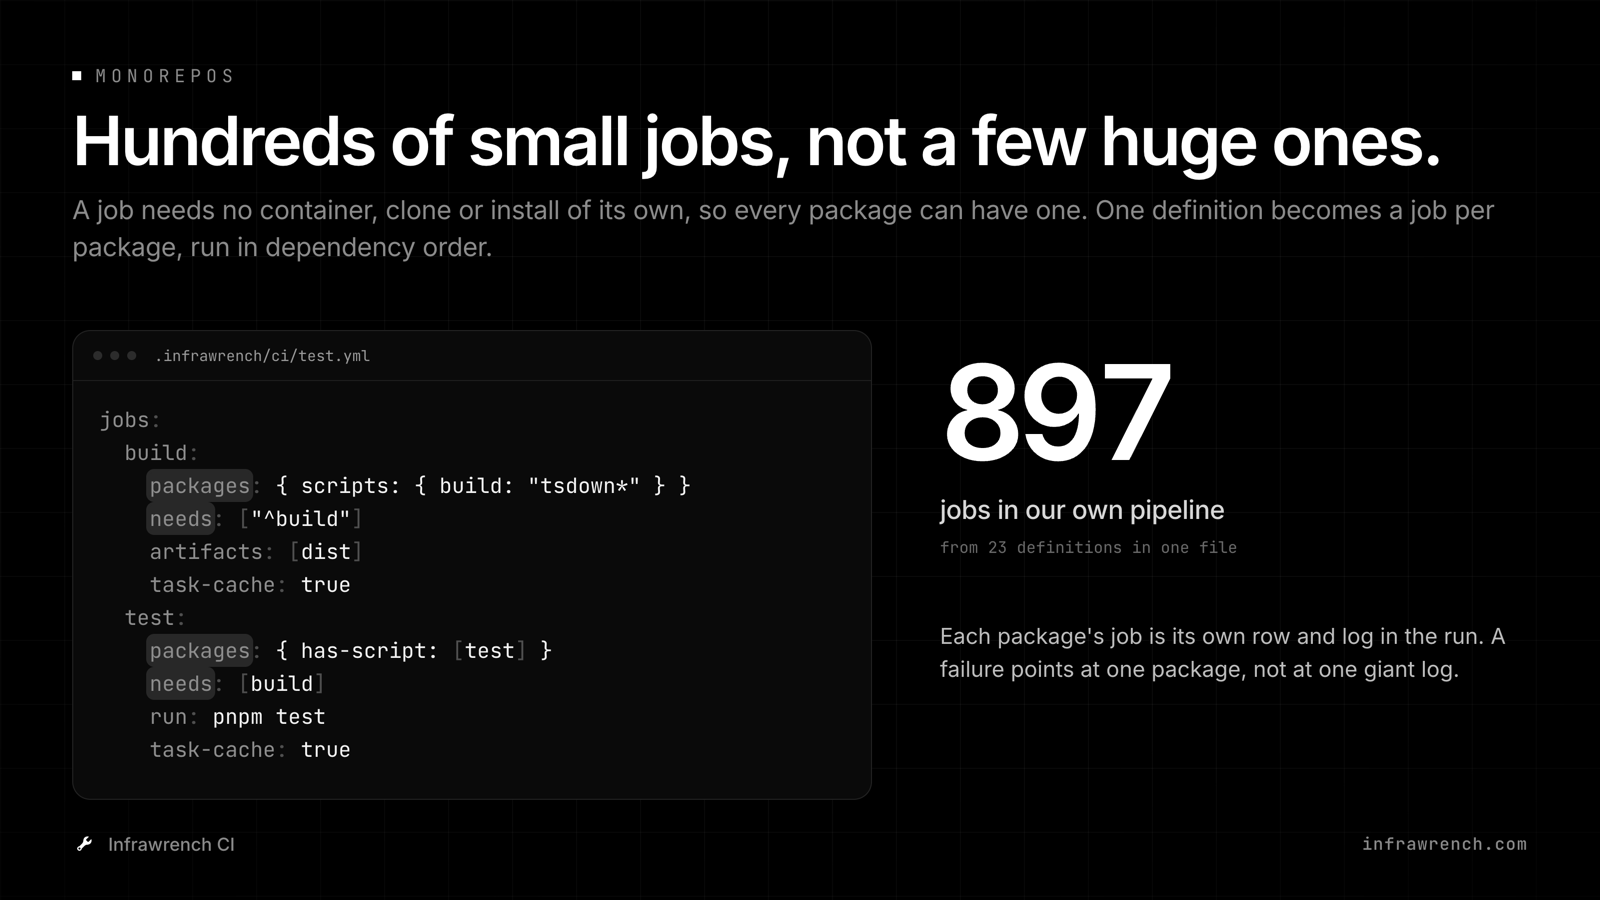 MONOREPOS
Hundreds of small jobs, not a few huge ones.
A job needs no container, clone or install of its own, so every package can have one. One definition becomes a job per
package, run in dependency order.
.infrawrench/ci/test.yml
jobs:
  build:
    packages: { scripts: { build: "tsdown*" } }
    needs: ["^build"]
    artifacts: [dist]
    task-cache: true
  test:
    packages: { has-script: [test] }
    needs: [build]
    run: pnpm test
    task-cache: true
897
jobs in our own pipeline
from 23 definitions in one file
Each package's job is its own row and log in the run. A
failure points at one package, not at one giant log.
Infrawrench CI
infrawrench.com